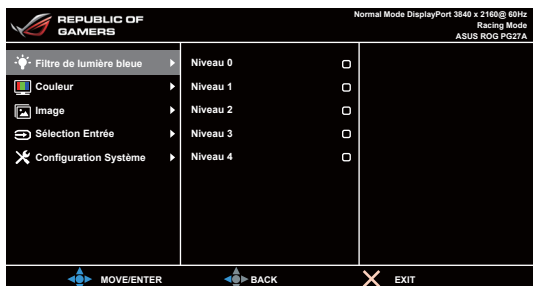 REPUBLIC OF
GAMERS
Normal Mode DisplayPort 3840 x 2160@ 60Hz
Racing Mode
ASUS ROG PG27A
Filtre de lumière bleue
Niveau 0
Couleur
Niveau 1
Image
Niveau 2
Sélection Entrée
Niveau 3
Configuration Système
Niveau 4
MOVE/ENTER
BACK
EXIT